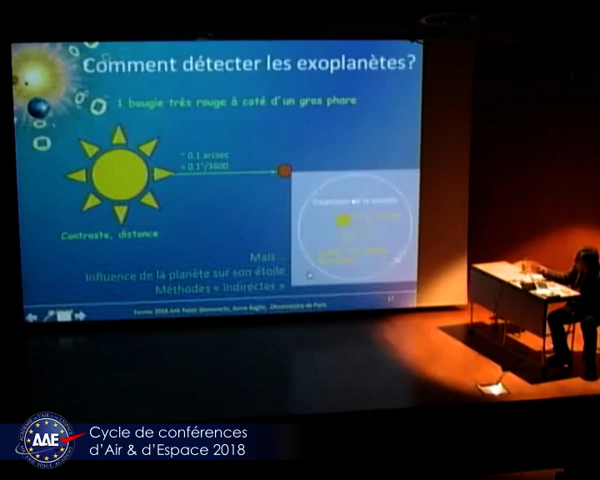 Comment détecter les exoplanètes?
1 bougie très rouge à coté d'un gros phare
~ 0.1 arcsec
~ 0.1°/3600
Contraste, distance
Mais ...
Influence de la planète sur son étoile
Méthodes « Indirectes »
AAE
Cycle de conférences
d'Air & d'Espace 2018